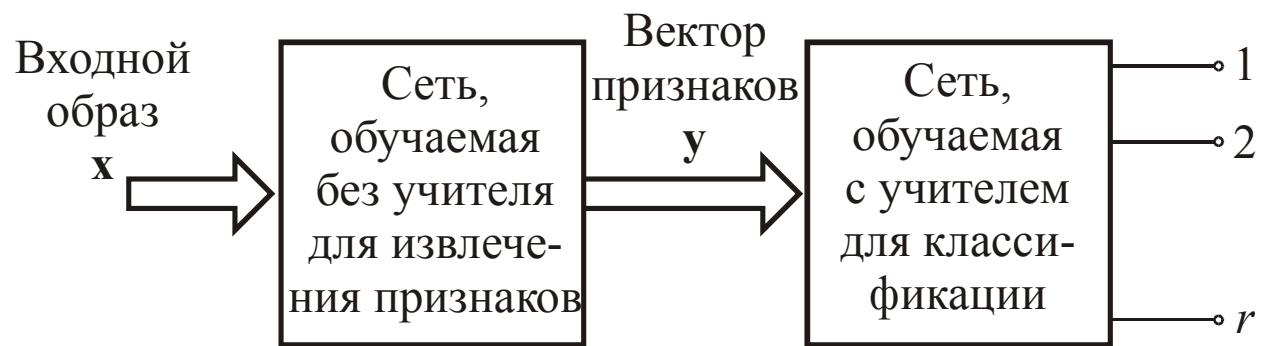 Входной
образ
x
Сеть,
обучаемая
без учителя
для извлече-
ния признаков
Вектор
признаков
y
Сеть,
обучаемая
с учителем
для класси-
фикации
1
2
r